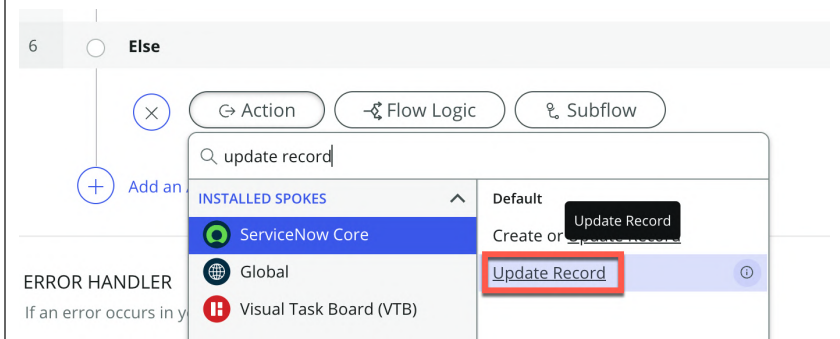 6 Else
Action Flow Logic Subflow
update record
Add an
INSTALLED SPOKES
ServiceNow Core
Global
Visual Task Board (VTB)
Default
Update Record
Create or Update Record
Update Record
ERROR HANDLER
If an error occurs in